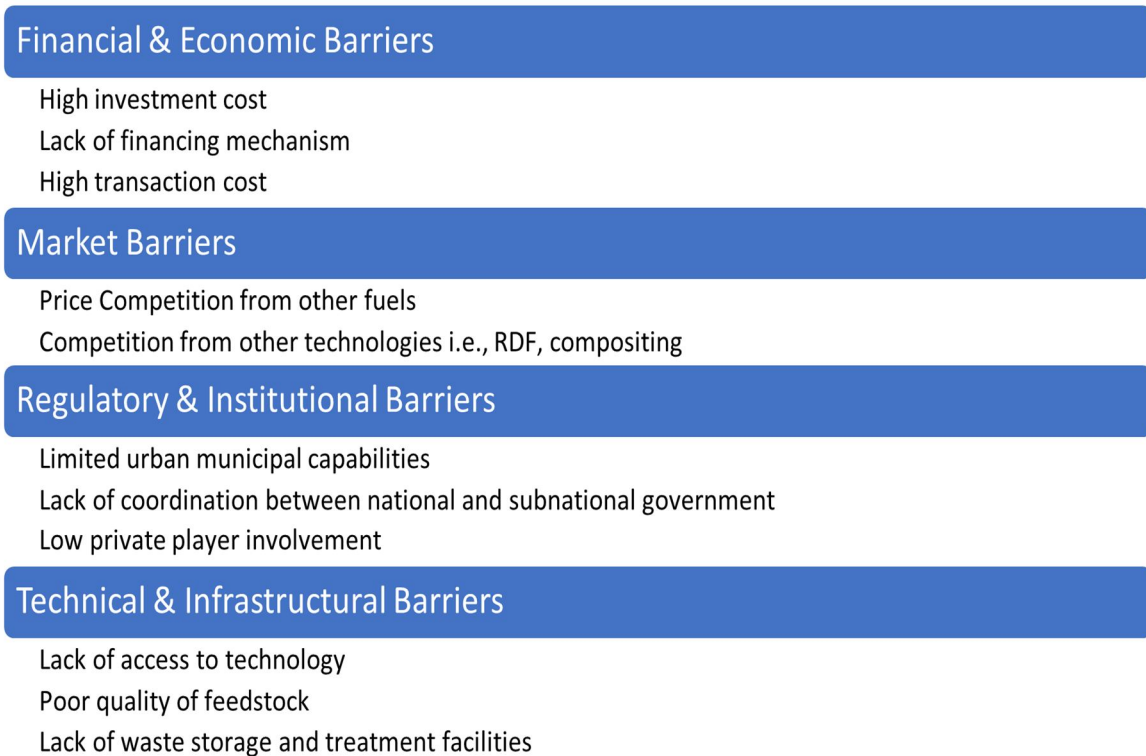 Financial & Economic Barriers
High investment cost
Lack of financing mechanism
High transaction cost
Market Barriers
Price Competition from other fuels
Competition from other technologies i.e., RDF, compositing
Regulatory & Institutional Barriers
Limited urban municipal capabilities
Lack of coordination between national and subnational government
Low private player involvement
Technical & Infrastructural Barriers
Lack of access to technology
Poor quality of feedstock
Lack of waste storage and treatment facilities